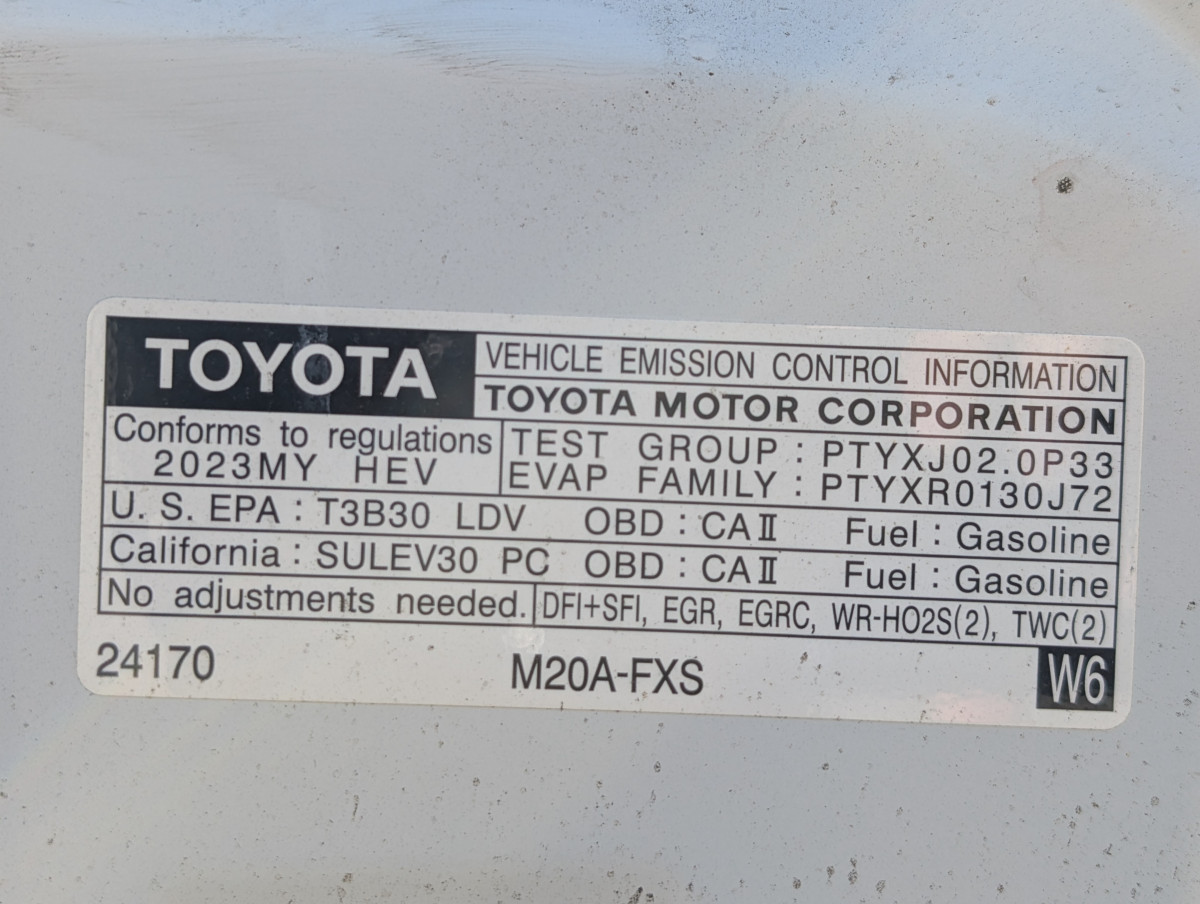 TOYOTA
VEHICLE EMISSION CONTROL INFORMATION
TOYOTA MOTOR CORPORATION
Conforms to regulations
2023MY HEV
TEST GROUP : PTYXJ02.0P33
EVAP FAMILY : PTYXR0130J72
U. S. EPA : T3B30 LDV OBD : CAⅡ Fuel : Gasoline
California : SULEV30 PC OBD : CAⅡ Fuel : Gasoline
No adjustments needed. DFI+SFI, EGR, EGRC, WR-HO2S(2), TWC(2)
24170 M20A-FXS W6